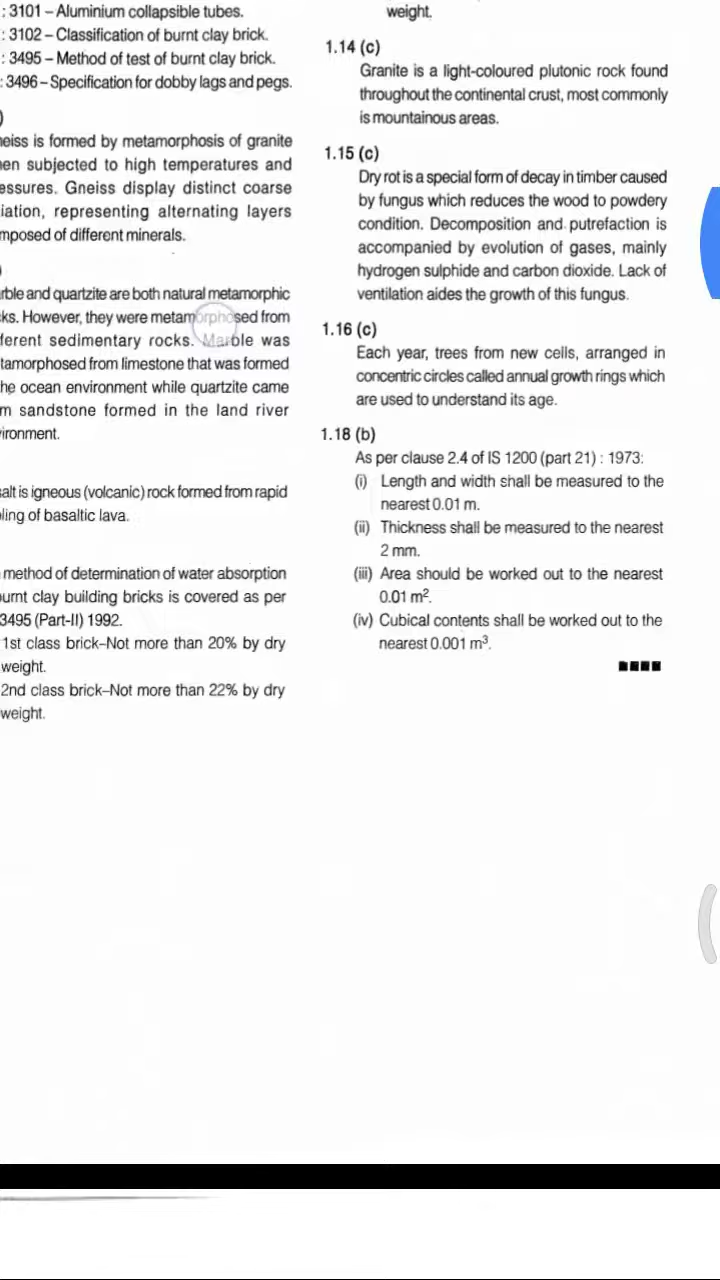 : 3101 – Aluminium collapsible tubes.
: 3102 – Classification of burnt clay brick.
: 3495 – Method of test of burnt clay brick.
: 3496 – Specification for dobby lags and pegs.
)
neiss is formed by metamorphosis of granite
en subjected to high temperatures and
essures. Gneiss display distinct coarse
iation, representing alternating layers
mposed of different minerals.
)
rble and quartzite are both natural metamorphic
ks. However, they were metamorphosed from
ferent sedimentary rocks. Marble was
tamorphosed from limestone that was formed
he ocean environment while quartzite came
m sandstone formed in the land river
ironment.
salt is igneous (volcanic) rock formed from rapid
ling of basaltic lava.
method of determination of water absorption
burnt clay building bricks is covered as per
3495 (Part-II) 1992.
1st class brick–Not more than 20% by dry
weight.
2nd class brick–Not more than 22% by dry
weight.
weight.
1.14 (c)
Granite is a light-coloured plutonic rock found
throughout the continental crust, most commonly
is mountainous areas.
1.15 (c)
Dry rot is a special form of decay in timber caused
by fungus which reduces the wood to powdery
condition. Decomposition and putrefaction is
accompanied by evolution of gases, mainly
hydrogen sulphide and carbon dioxide. Lack of
ventilation aides the growth of this fungus.
1.16 (c)
Each year, trees from new cells, arranged in
concentric circles called annual growth rings which
are used to understand its age.
1.18 (b)
As per clause 2.4 of IS 1200 (part 21) : 1973:
(i) Length and width shall be measured to the
nearest 0.01 m.
(ii) Thickness shall be measured to the nearest
2 mm.
(iii) Area should be worked out to the nearest
0.01 m².
(iv) Cubical contents shall be worked out to the
nearest 0.001 m³.